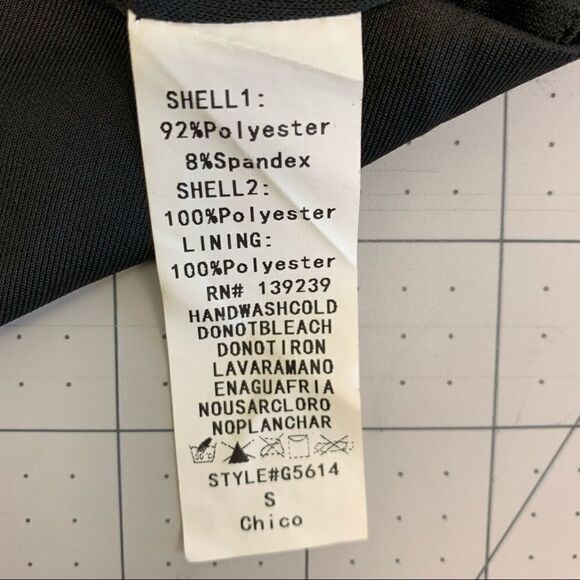 SHELL1:
92%Polyester
8%Spandex
SHELL2:
100%Polyester
LINING:
100%Polyester
RN# 139239
HANDWASHCOLD
DONOTBLEACH
DONOTIRON
LAVARAMANO
ENAGUAFRIA
NOUSARCLORO
NOPLANCHAR
STYLE#G5614
S
Chico